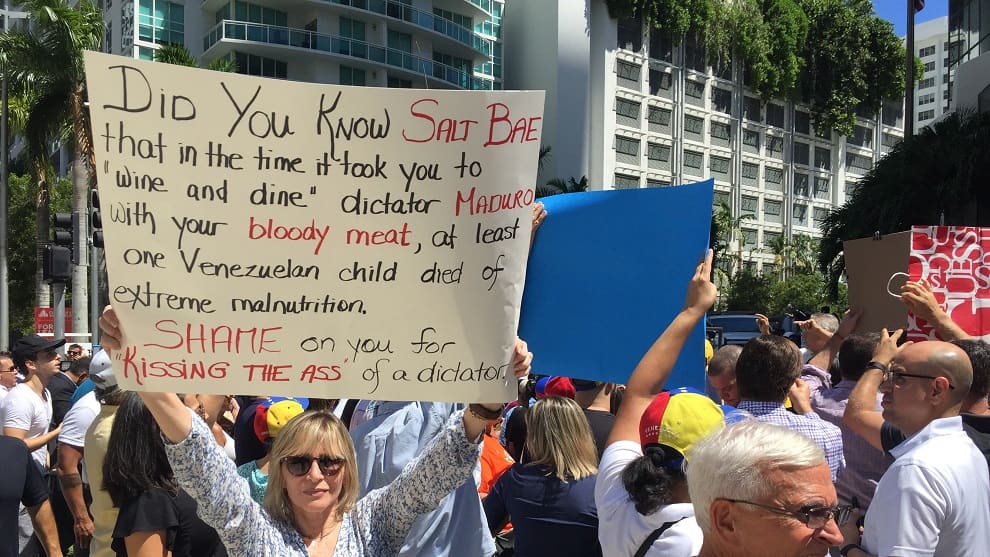 DID YOU KNOW SALT BAE
that in the time it took you to
"wine and dine" dictator MADURO
with your bloody meat, at least
one Venezuelan child died of
extreme malnutrition.
SHAME on you for
"KISSING THE ASS" of a dictator.